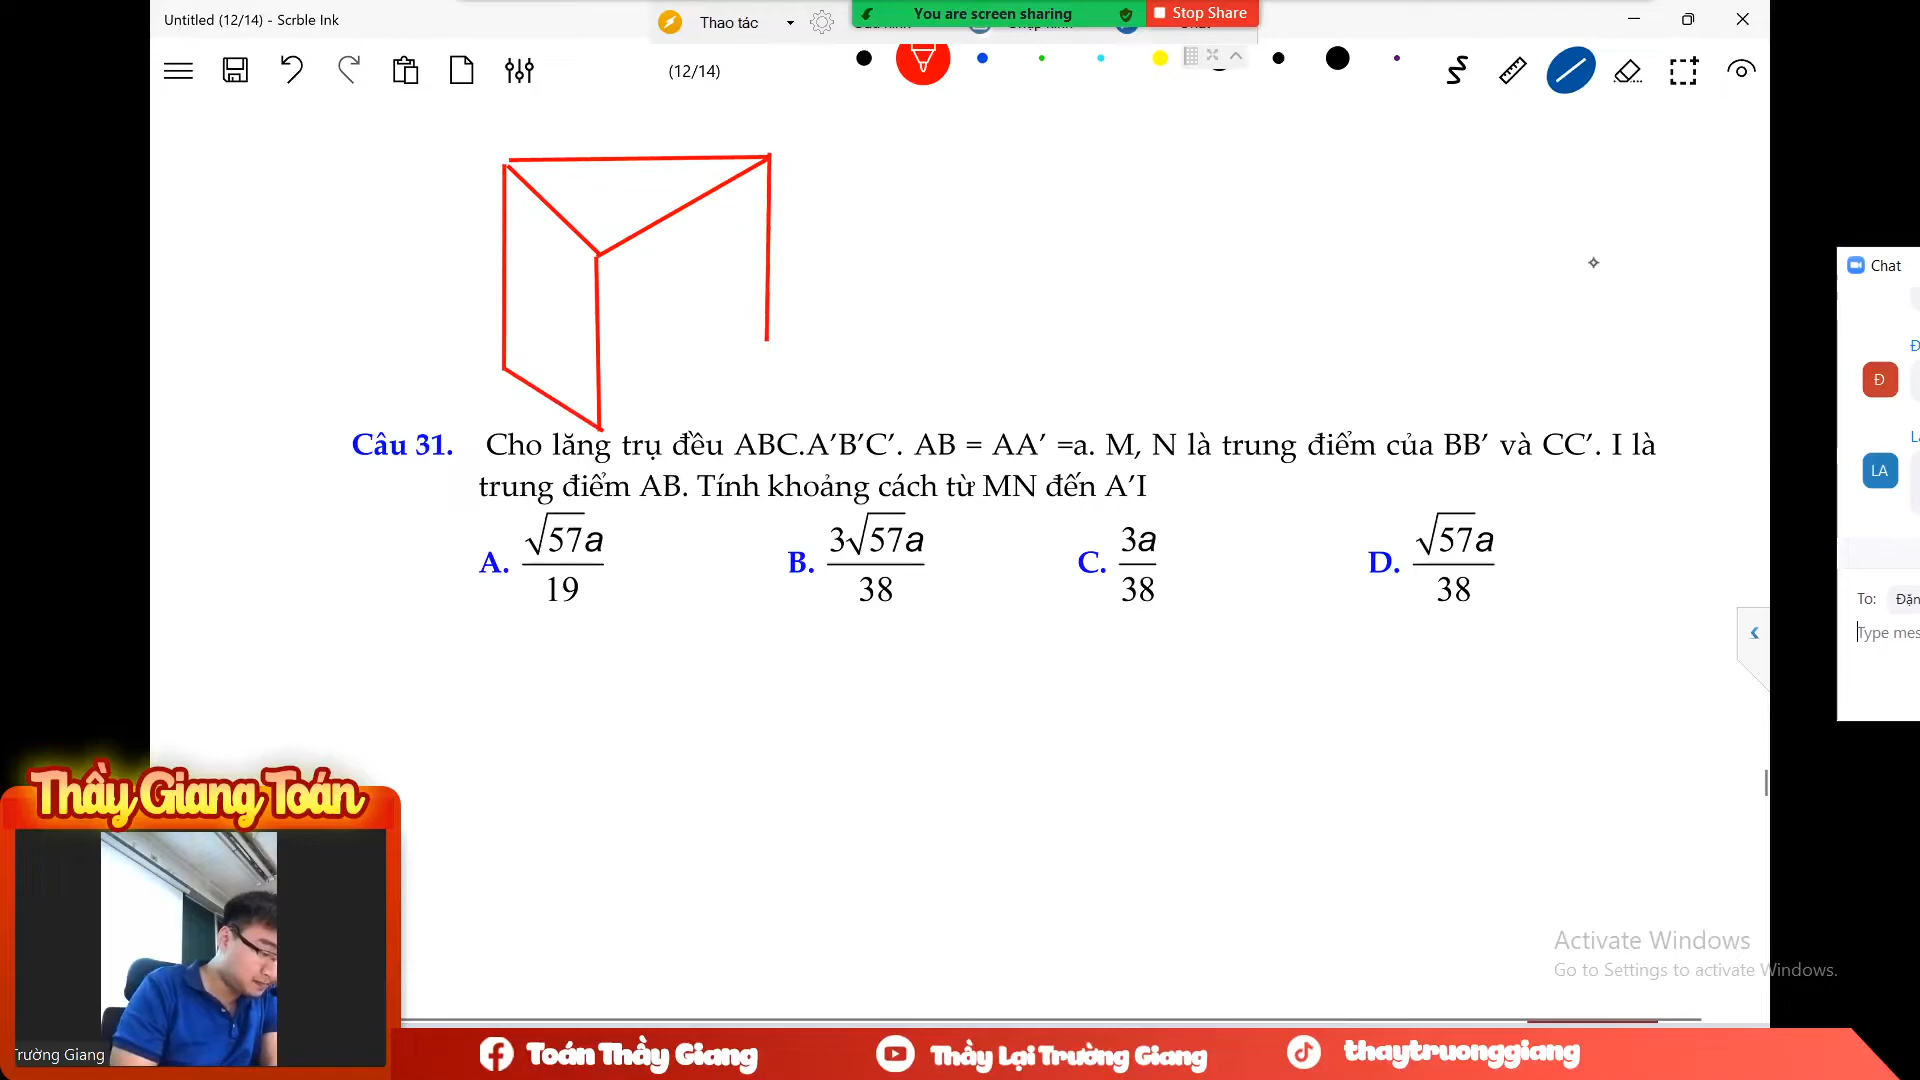 Untitled (12/14) - Scrble Ink
Thao tác
You are screen sharing
Stop Share
(12/14)
Chat
Đ
Đ
LA
Câu 31. Cho lăng trụ đều ABC.A'B'C'. AB = AA' =a. M, N là trung điểm của BB' và CC'. I là
trung điểm AB. Tính khoảng cách từ MN đến A'I
A. √57a/19
B. 3√57a/38
C. 3a/38
D. √57a/38
To:
Type mes
Thầy Giang Toán
Trường Giang
Activate Windows
Go to Settings to activate Windows.
Toán Thầy Giang
Thầy Lại Trường Giang
thaytruonggiang